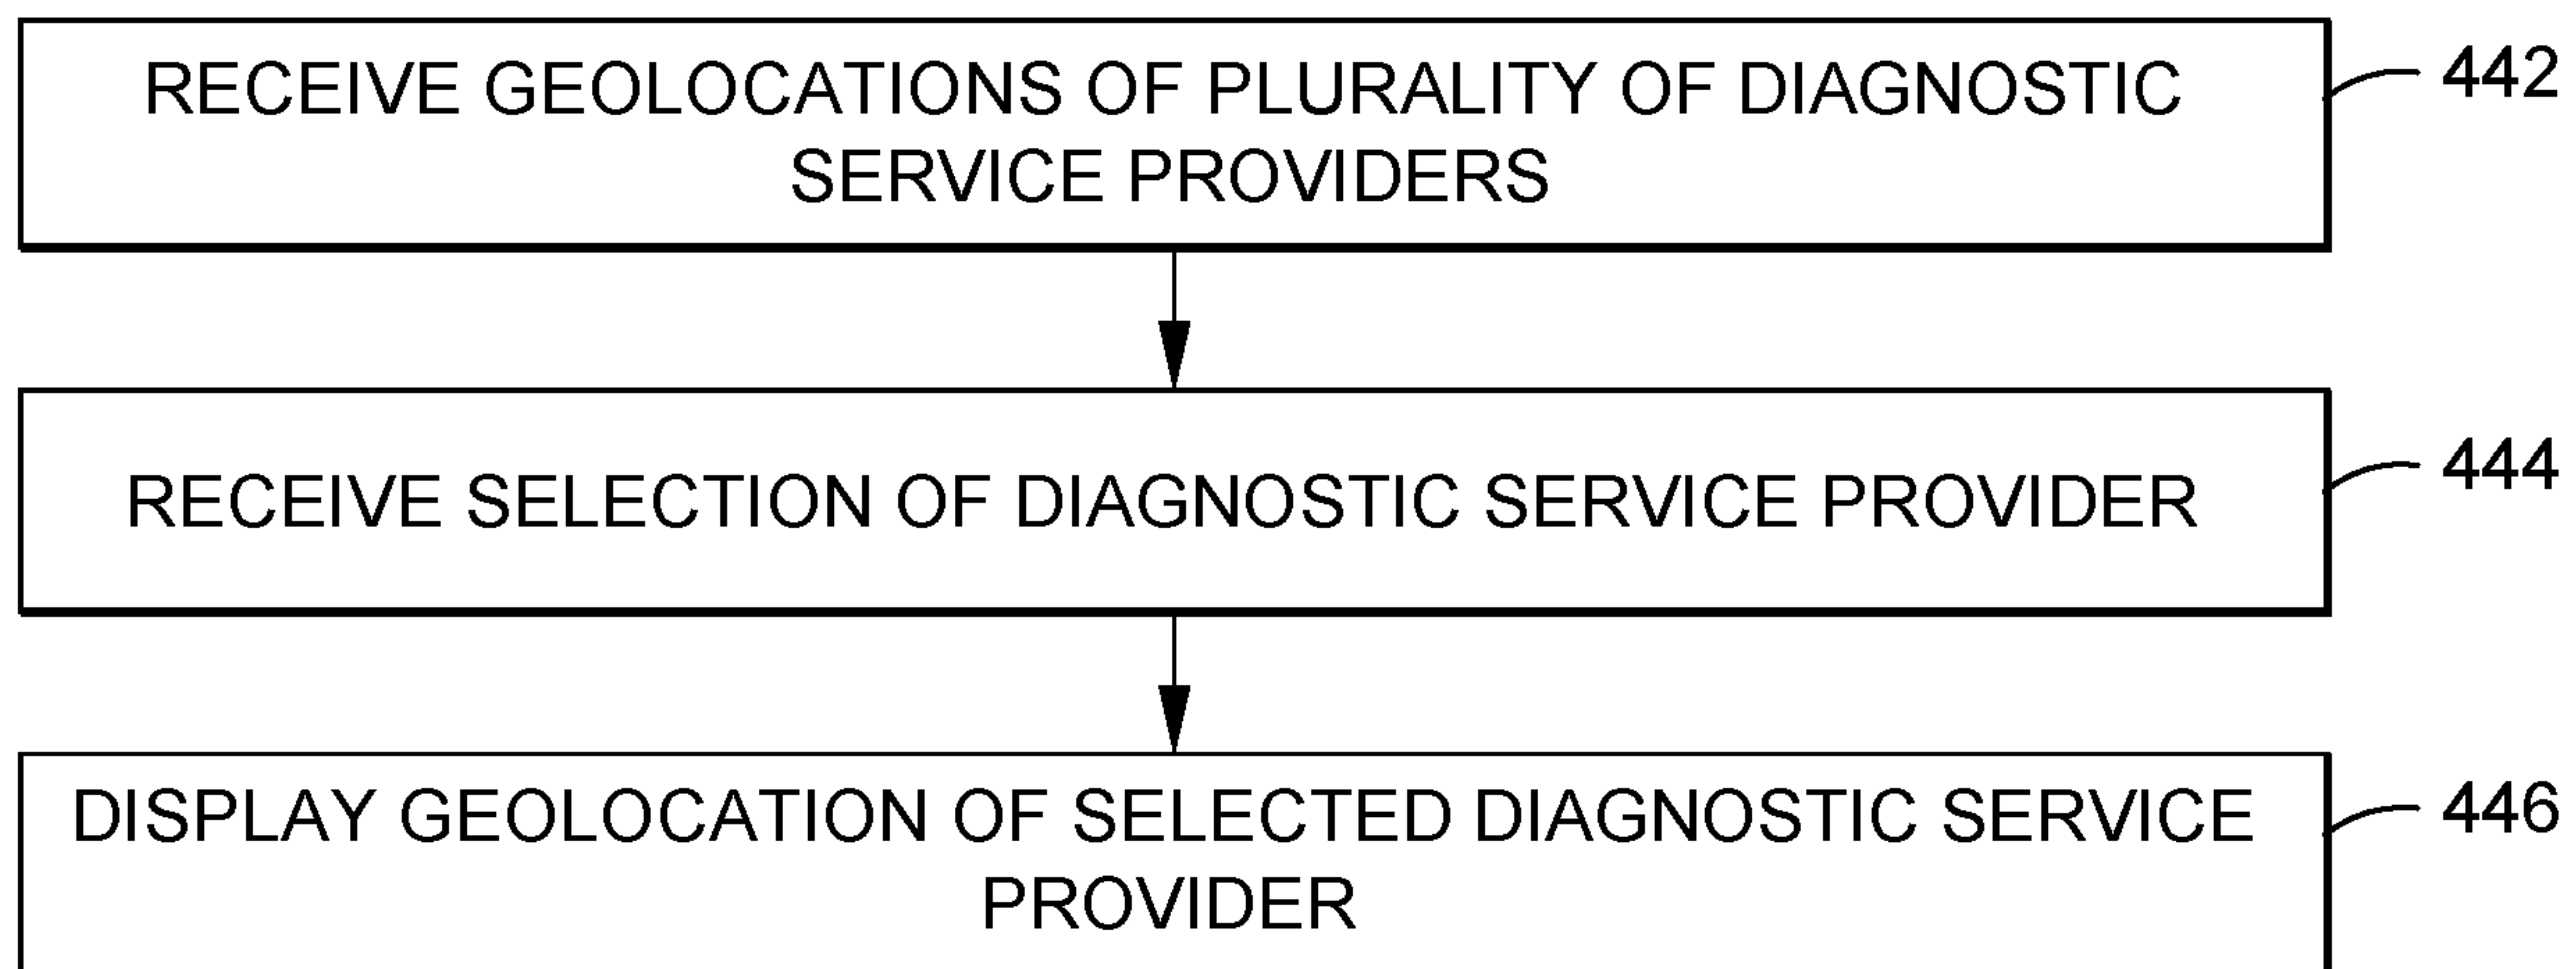 RECEIVE GEOLOCATIONS OF PLURALITY OF DIAGNOSTIC
SERVICE PROVIDERS
442
RECEIVE SELECTION OF DIAGNOSTIC SERVICE PROVIDER
444
DISPLAY GEOLOCATION OF SELECTED DIAGNOSTIC SERVICE
PROVIDER
446